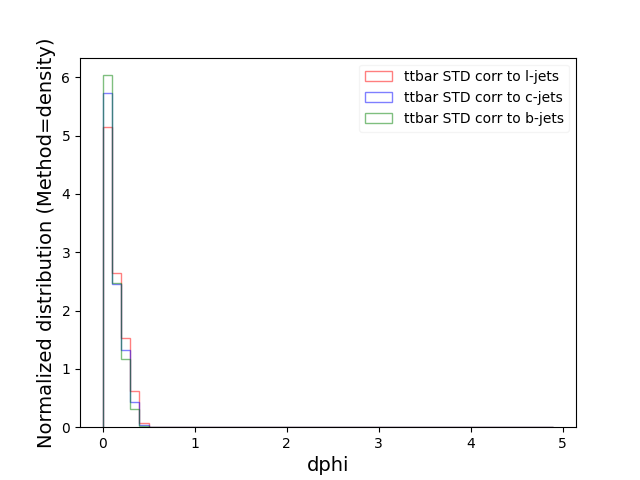 Normalized distribution (Method=density)
6
5
4
3
2
1
0
ttbar STD corr to l-jets
ttbar STD corr to c-jets
ttbar STD corr to b-jets
0 1 2 3 4 5
dphi